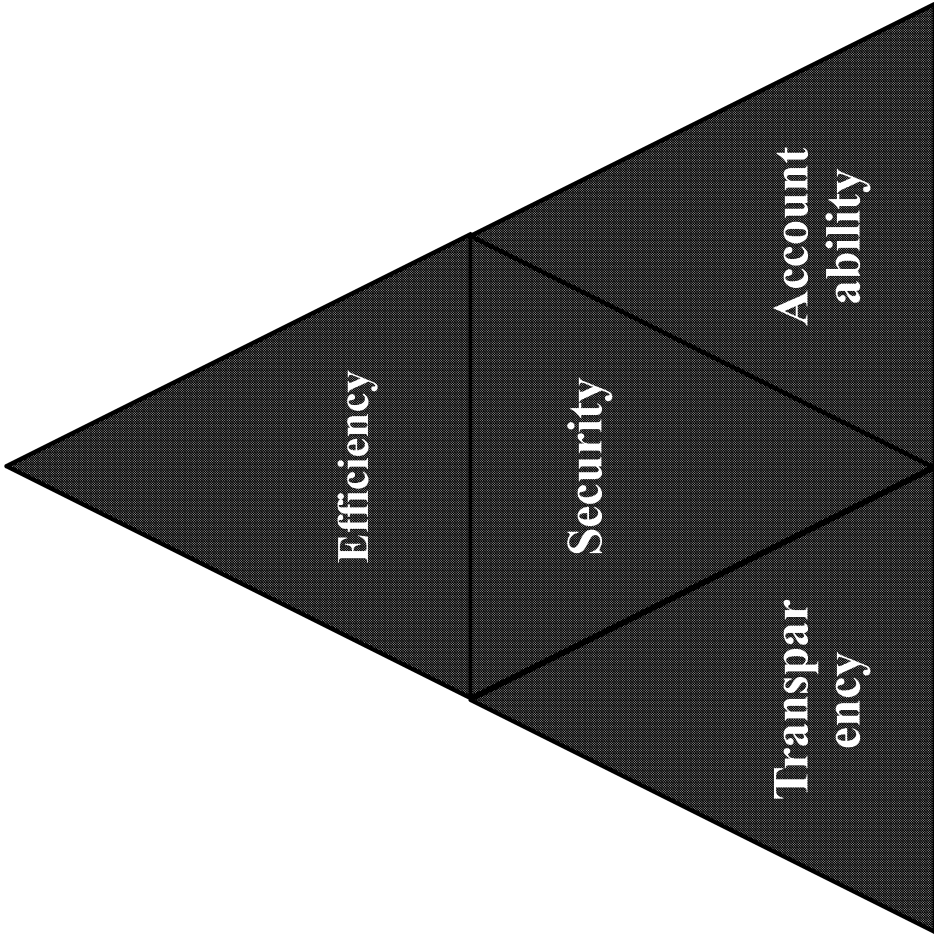 Efficiency
Security
Transpar
ency
Account
ability